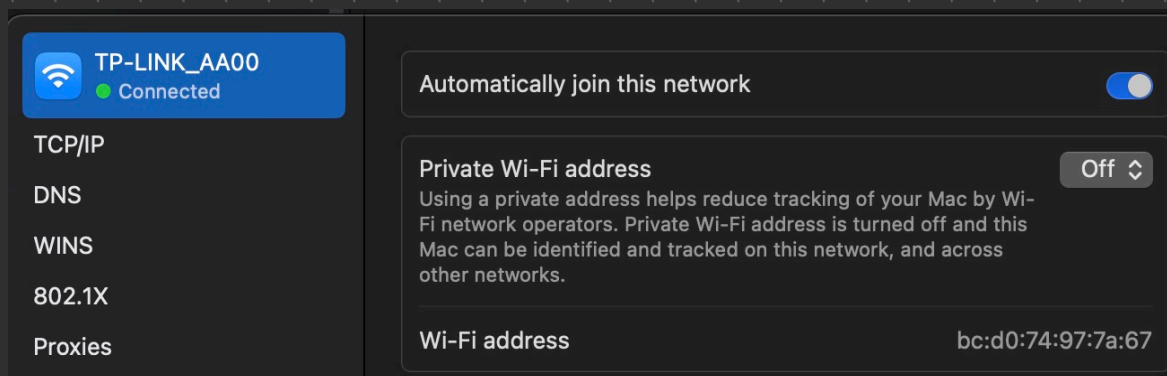 TP-LINK_AA00
Connected
TCP/IP
DNS
WINS
802.1X
Proxies
Automatically join this network
Private Wi-Fi address
Off
Using a private address helps reduce tracking of your Mac by Wi-
Fi network operators. Private Wi-Fi address is turned off and this
Mac can be identified and tracked on this network, and across
other networks.
Wi-Fi address
bc:d0:74:97:7a:67